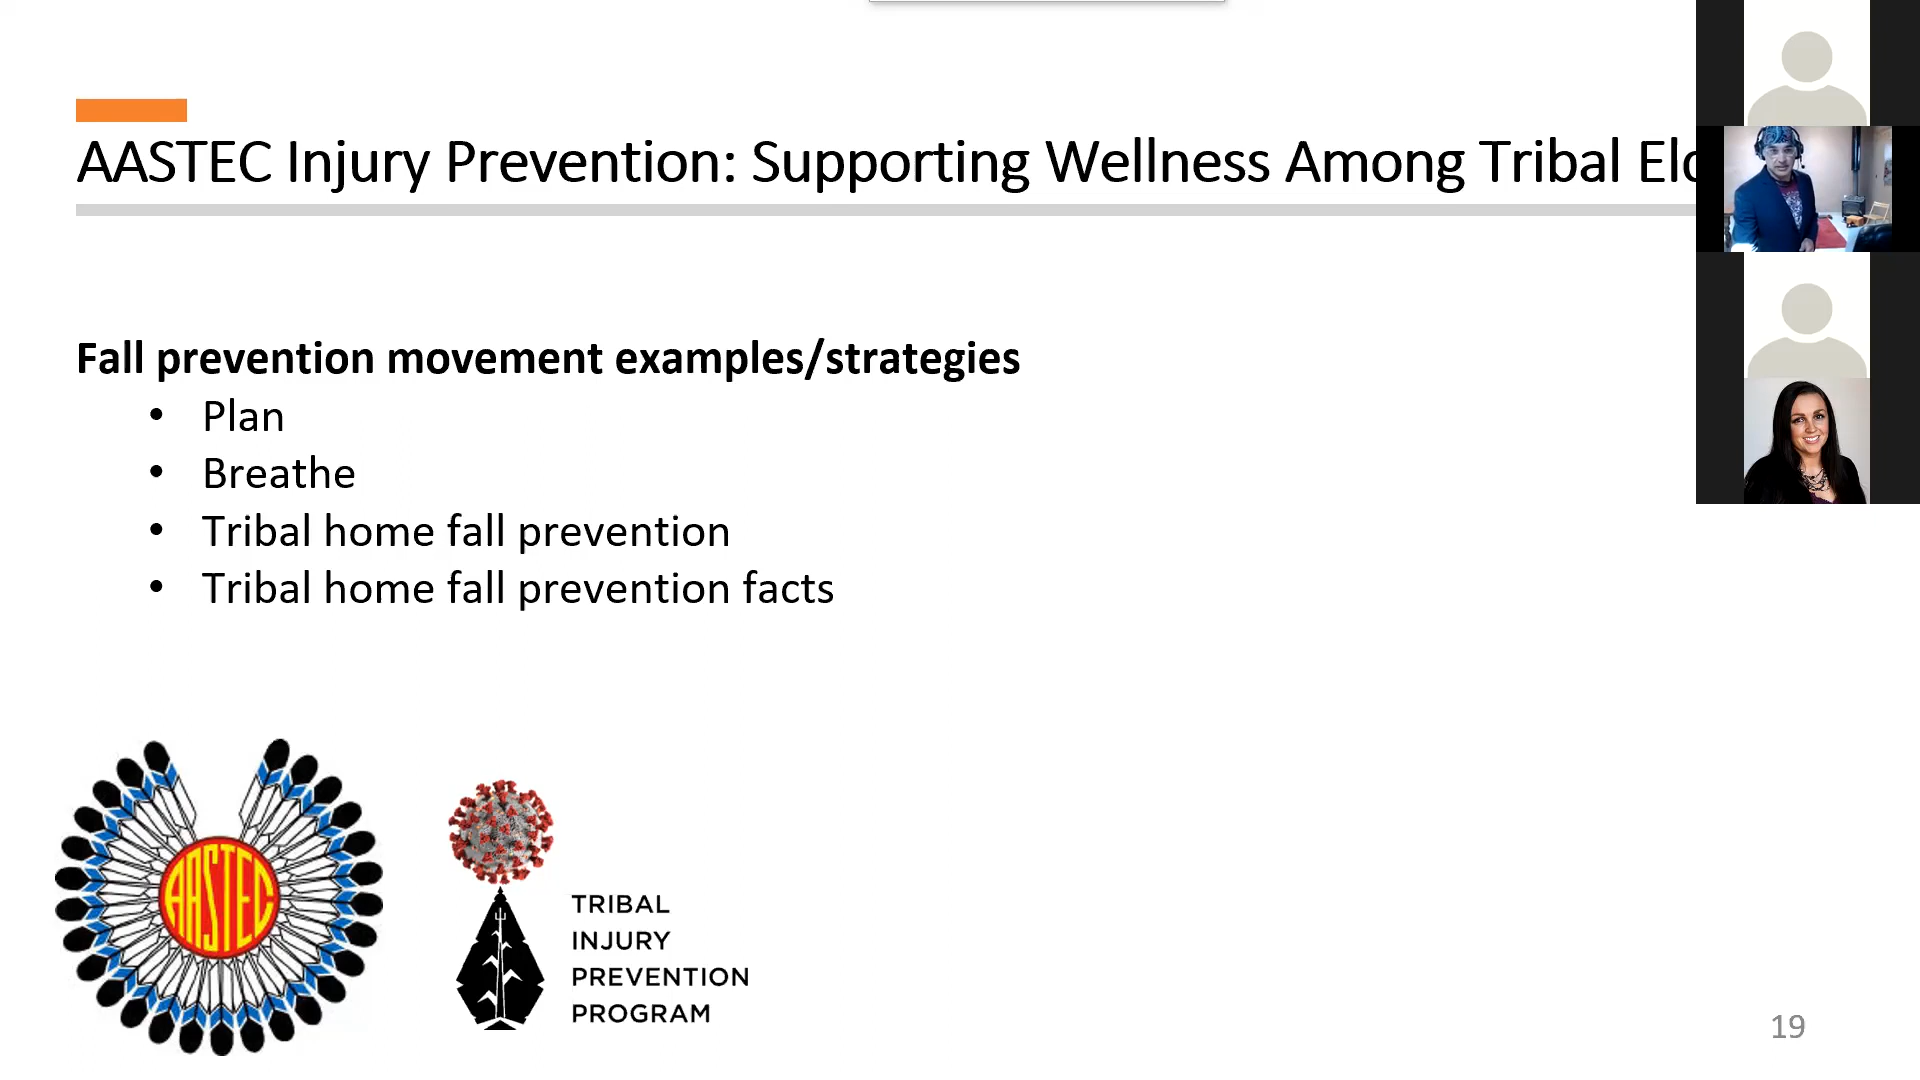 AASTEC Injury Prevention: Supporting Wellness Among Tribal Eld
Fall prevention movement examples/strategies
• Plan
• Breathe
• Tribal home fall prevention
• Tribal home fall prevention facts
AASTEC
TRIBAL
INJURY
PREVENTION
PROGRAM
19